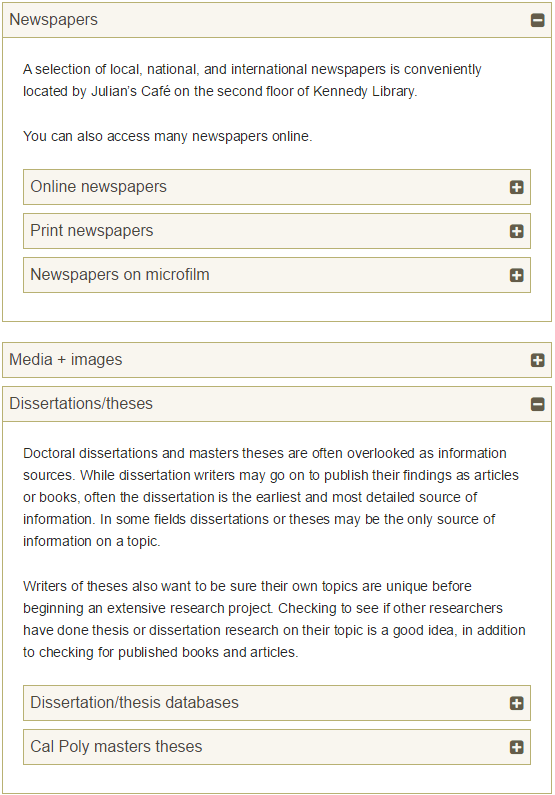 Newspapers
A selection of local, national, and international newspapers is conveniently
located by Julian's Café on the second floor of Kennedy Library.
You can also access many newspapers online.
Online newspapers
Print newspapers
Newspapers on microfilm
Media + images
Dissertations/theses
Doctoral dissertations and masters theses are often overlooked as information
sources. While dissertation writers may go on to publish their findings as articles
or books, often the dissertation is the earliest and most detailed source of
information. In some fields dissertations or theses may be the only source of
information on a topic.
Writers of theses also want to be sure their own topics are unique before
beginning an extensive research project. Checking to see if other researchers
have done thesis or dissertation research on their topic is a good idea, in addition
to checking for published books and articles.
Dissertation/thesis databases
Cal Poly masters theses